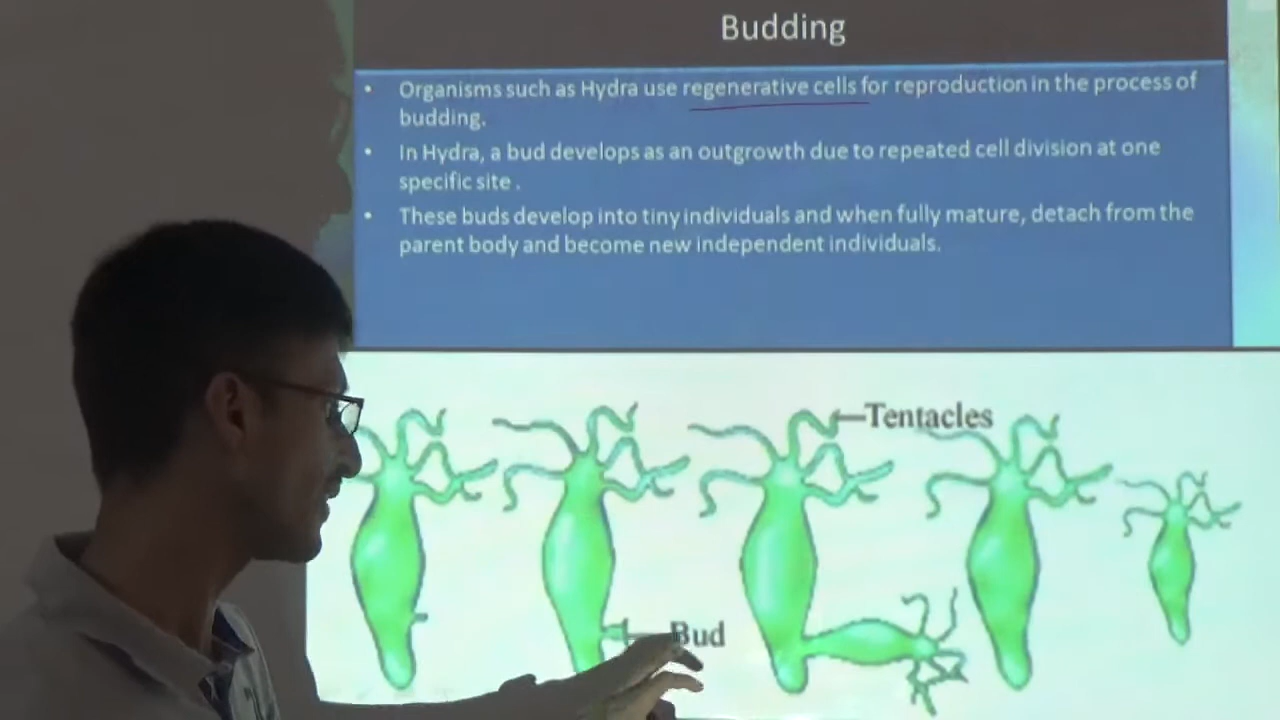 Budding
• Organisms such as Hydra use regenerative cells for reproduction in the process of
budding.
• In Hydra, a bud develops as an outgrowth due to repeated cell division at one
specific site .
• These buds develop into tiny individuals and when fully mature, detach from the
parent body and become new independent individuals.
Tentacles
Bud